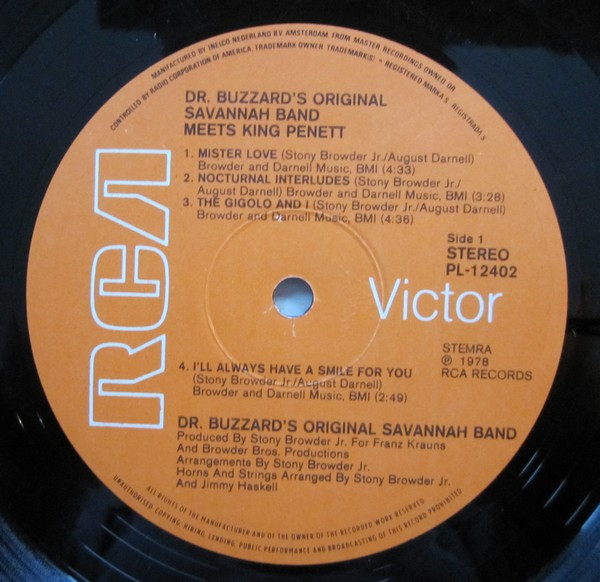 MANUFACTURED BY INELCO NEDERLAND B.V. AMSTERDAM, FROM MASTER RECORDINGS OWNED OR
CONTROLLED BY RADIO CORPORATION OF AMERICA. TRADEMARK OWNER. TRADEMARK(S) ® REGISTERED MARKA S REGISTRADA S
DR. BUZZARD'S ORIGINAL
SAVANNAH BAND
MEETS KING PENETT
1. MISTER LOVE (Stony Browder Jr./August Darnell)
Browder and Darnell Music, BMI (4:33)
2. NOCTURNAL INTERLUDES (Stony Browder Jr./
August Darnell) Browder and Darnell Music, BMI (3:28)
3. THE GIGOLO AND I (Stony Browder Jr./August Darnell)
Browder and Darnell Music, BMI (4:36)
Side 1
STEREO
PL-12402
RCA
Victor
STEMRA
℗ 1978
RCA RECORDS
4. I'LL ALWAYS HAVE A SMILE FOR YOU
(Stony Browder Jr./August Darnell)
Browder and Darnell Music, BMI (2:49)
DR. BUZZARD'S ORIGINAL SAVANNAH BAND
Produced By Stony Browder Jr. For Franz Krauns
And Browder Bros. Productions
Arrangements By Stony Browder Jr.
Horns And Strings Arranged By Stony Browder Jr.
And Jimmy Haskell
ALL RIGHTS OF THE MANUFACTURER AND OF THE OWNER OF THE RECORDED WORK RESERVED
UNAUTHORISED COPYING, HIRING, LENDING, PUBLIC PERFORMANCE AND BROADCASTING OF THIS RECORD PROHIBITED